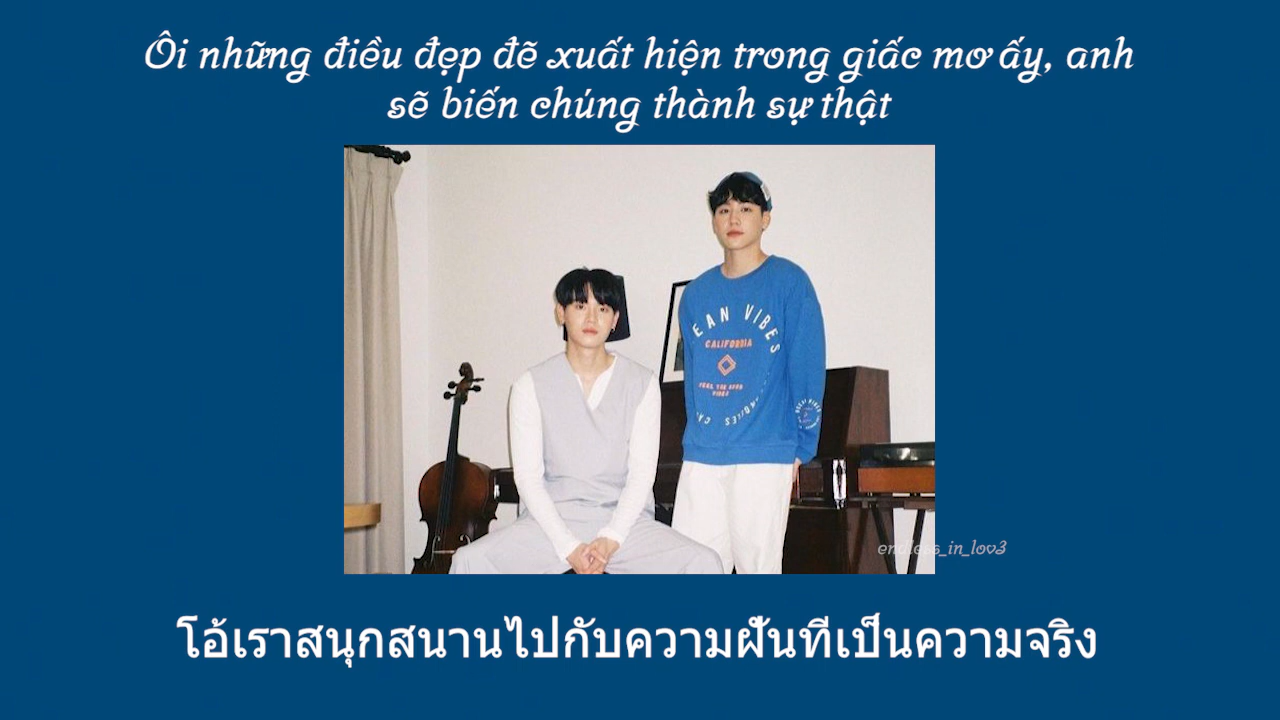 Ôi những điều đẹp đẽ xuất hiện trong giấc mơ ấy, anh
sẽ biến chúng thành sự thật
EAN VIBES
CALIFORNIA
endless_in_lov3
โอ้เราสนุกสนานไปกับความฝันที่เป็นความจริง